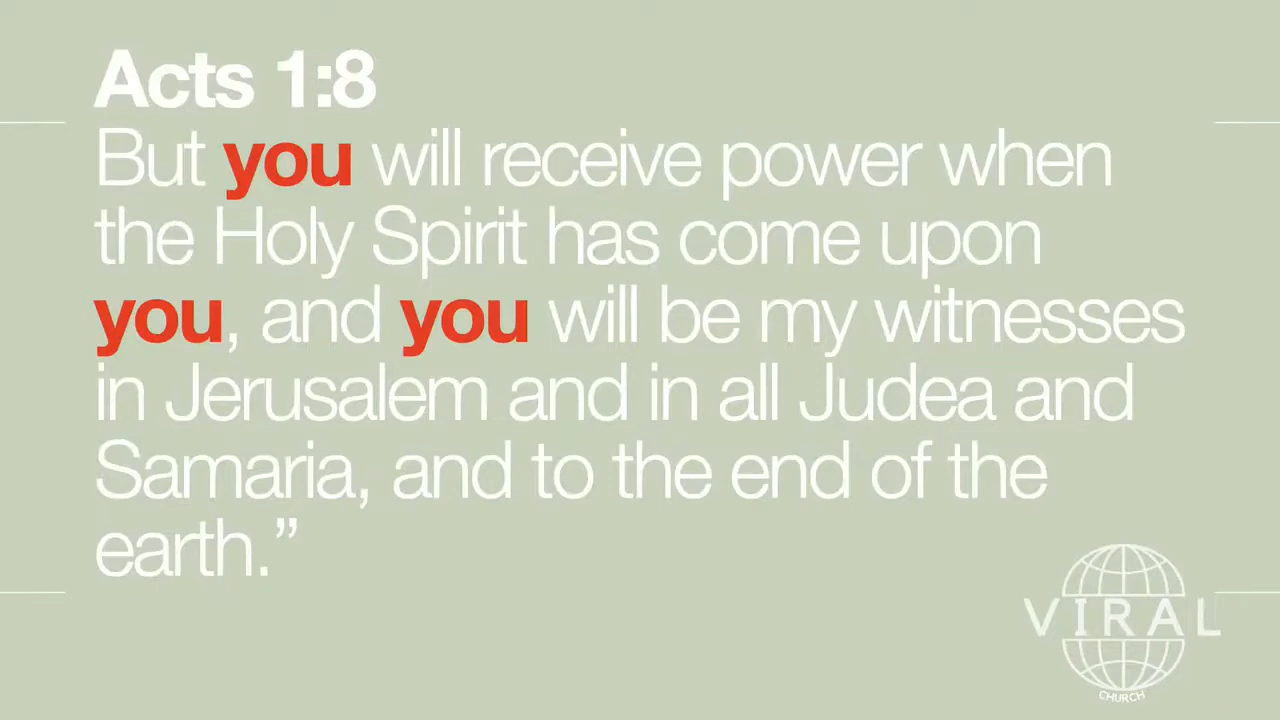 Acts 1:8
But you will receive power when
the Holy Spirit has come upon
you, and you will be my witnesses
in Jerusalem and in all Judea and
Samaria, and to the end of the
earth.”
VIRAL
CHURCH